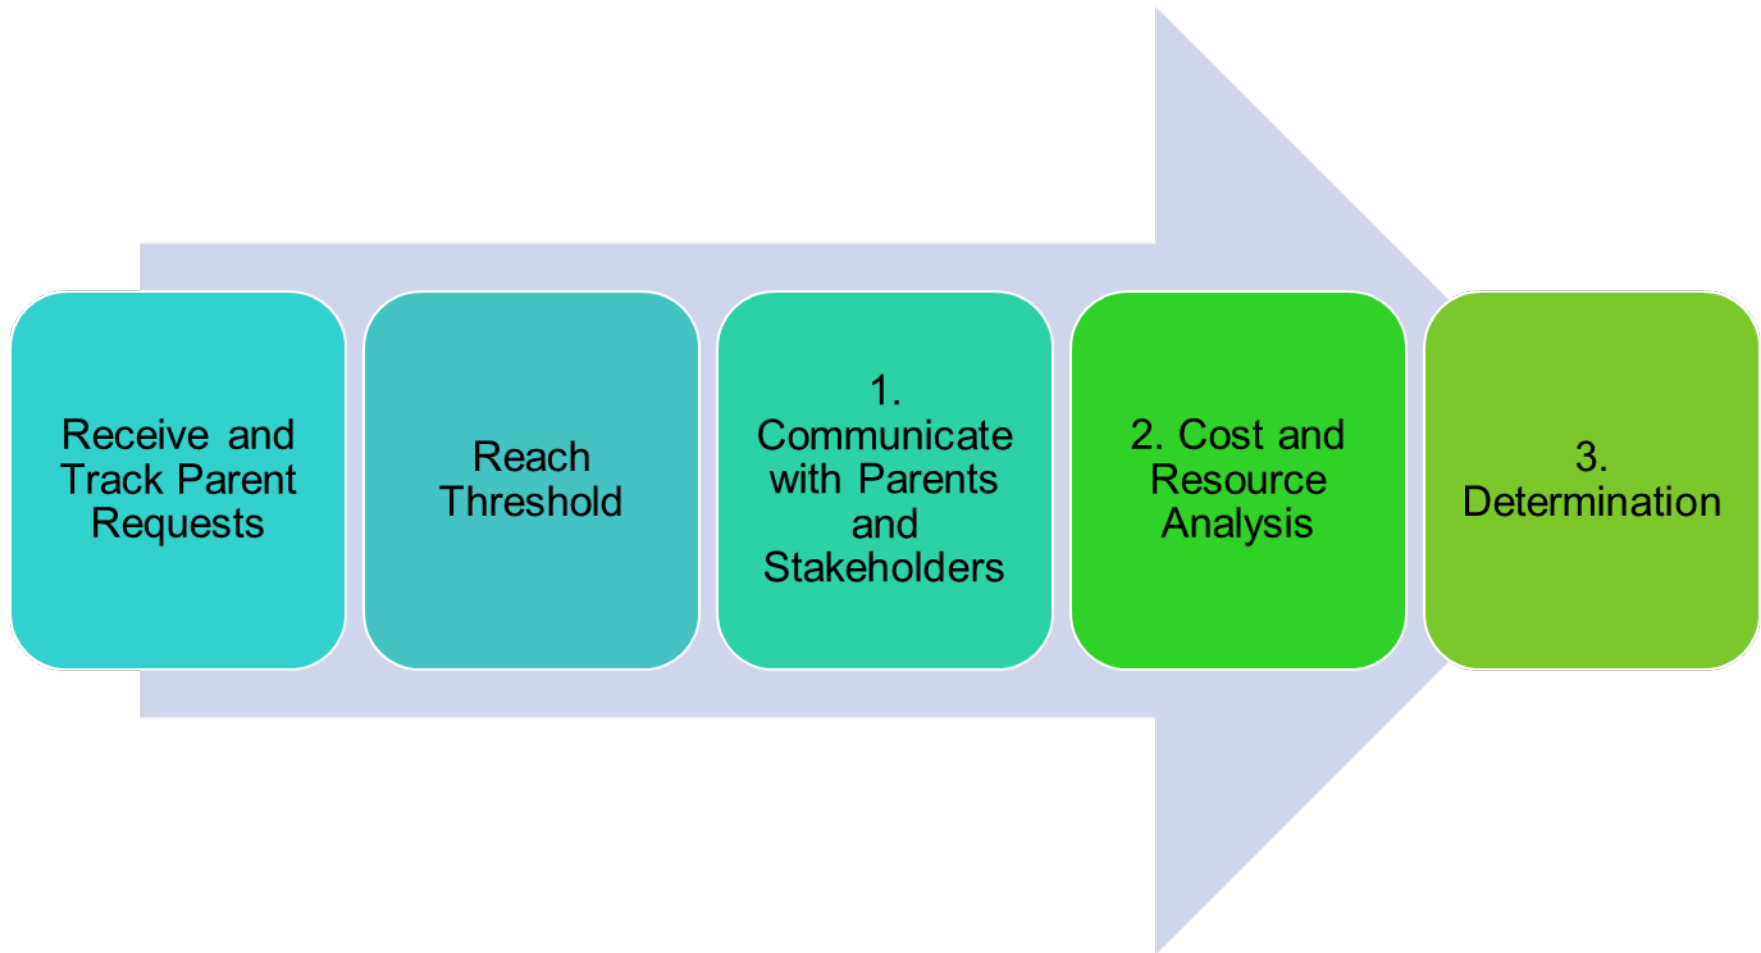 Receive and
Track Parent
Requests
Reach
Threshold
1.
Communicate
with Parents
and
Stakeholders
2. Cost and
Resource
Analysis
3.
Determination